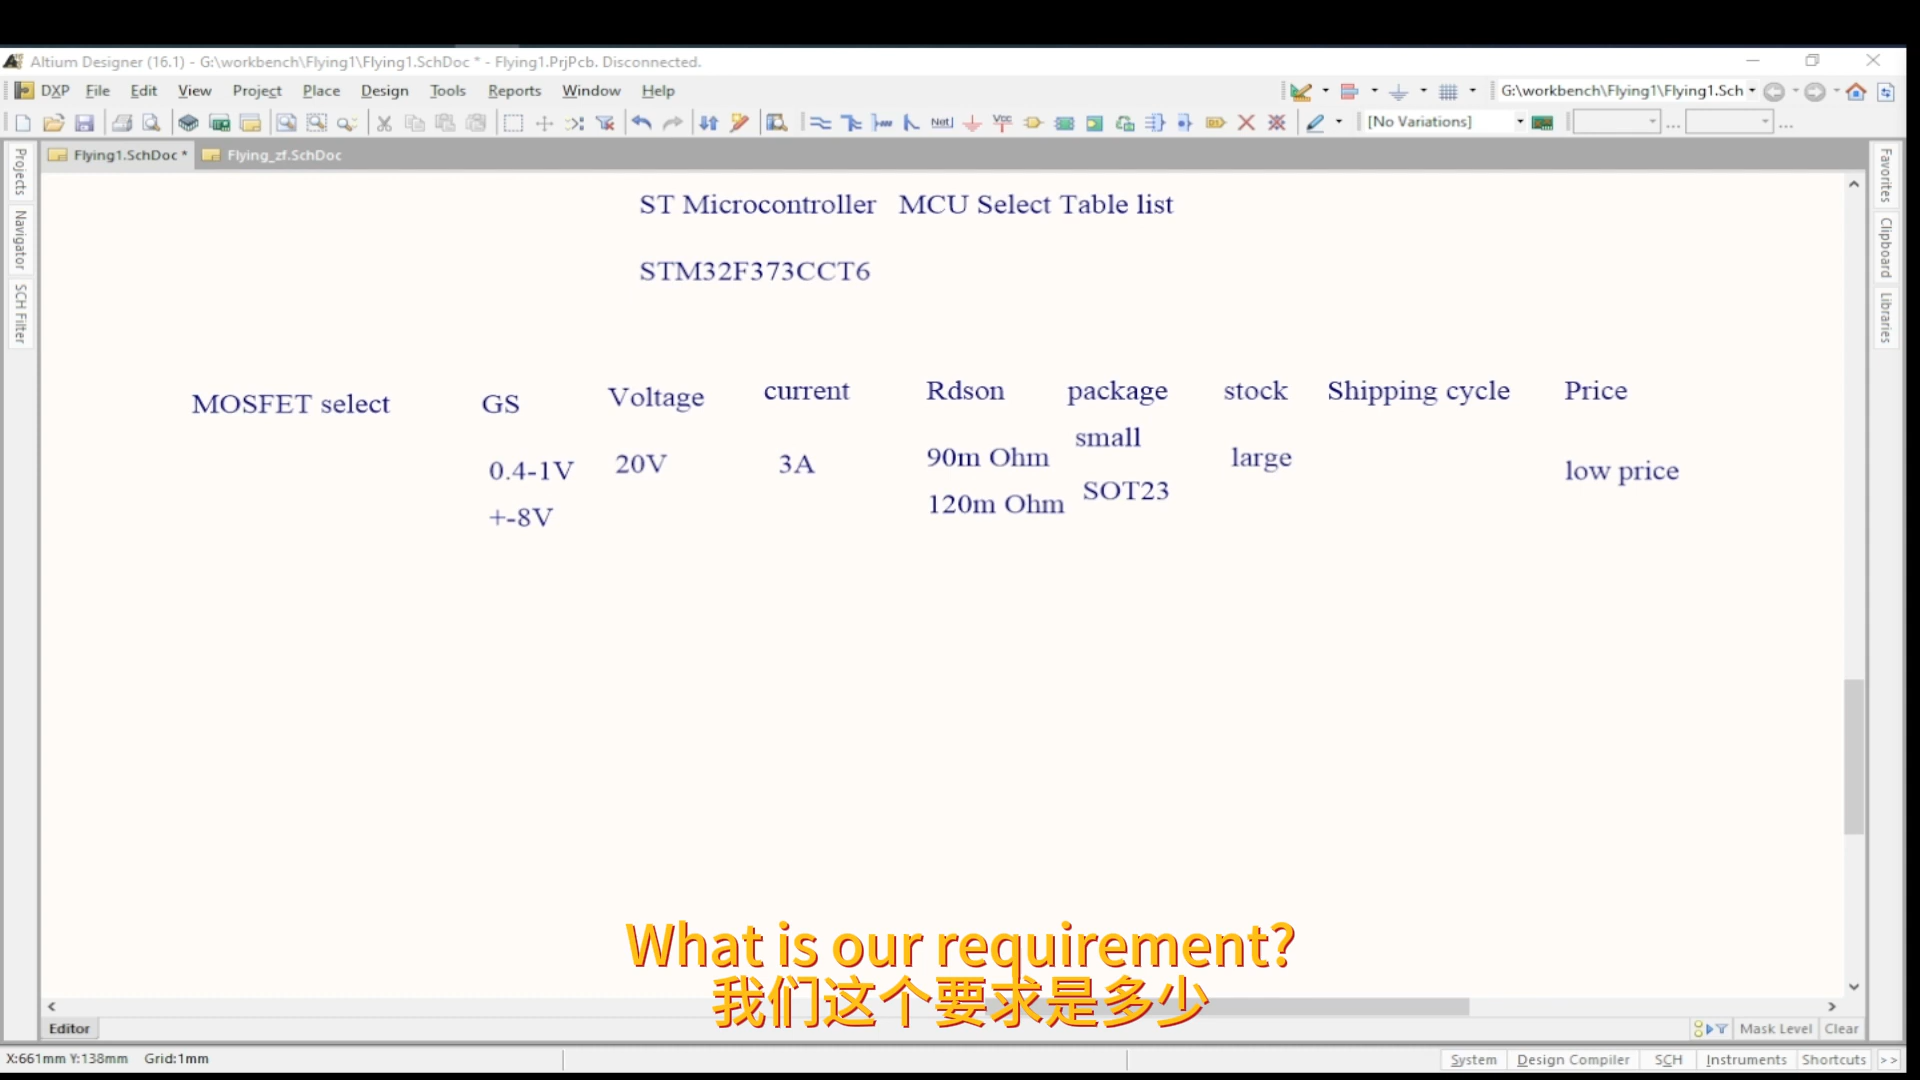 Altium Designer (16.1) - G:\workbench\Flying1\Flying1.SchDoc * - Flying1.PrjPcb. Disconnected.
DXP File Edit View Project Place Design Tools Reports Window Help G:\workbench\Flying1\Flying1.Sch
[No Variations]
Flying1.SchDoc * Flying_zf.SchDoc
Projects
Navigator
SCH Filter
Favorites
Clipboard
Libraries
ST Microcontroller MCU Select Table list
STM32F373CCT6
MOSFET select GS Voltage current Rdson package stock Shipping cycle Price
small
0.4-1V 20V 3A 90m Ohm large low price
+-8V 120m Ohm SOT23
What is our requirement?
我们这个要求是多少
Editor Mask Level Clear
X:661mm Y:138mm Grid:1mm System Design Compiler SCH Instruments Shortcuts >>